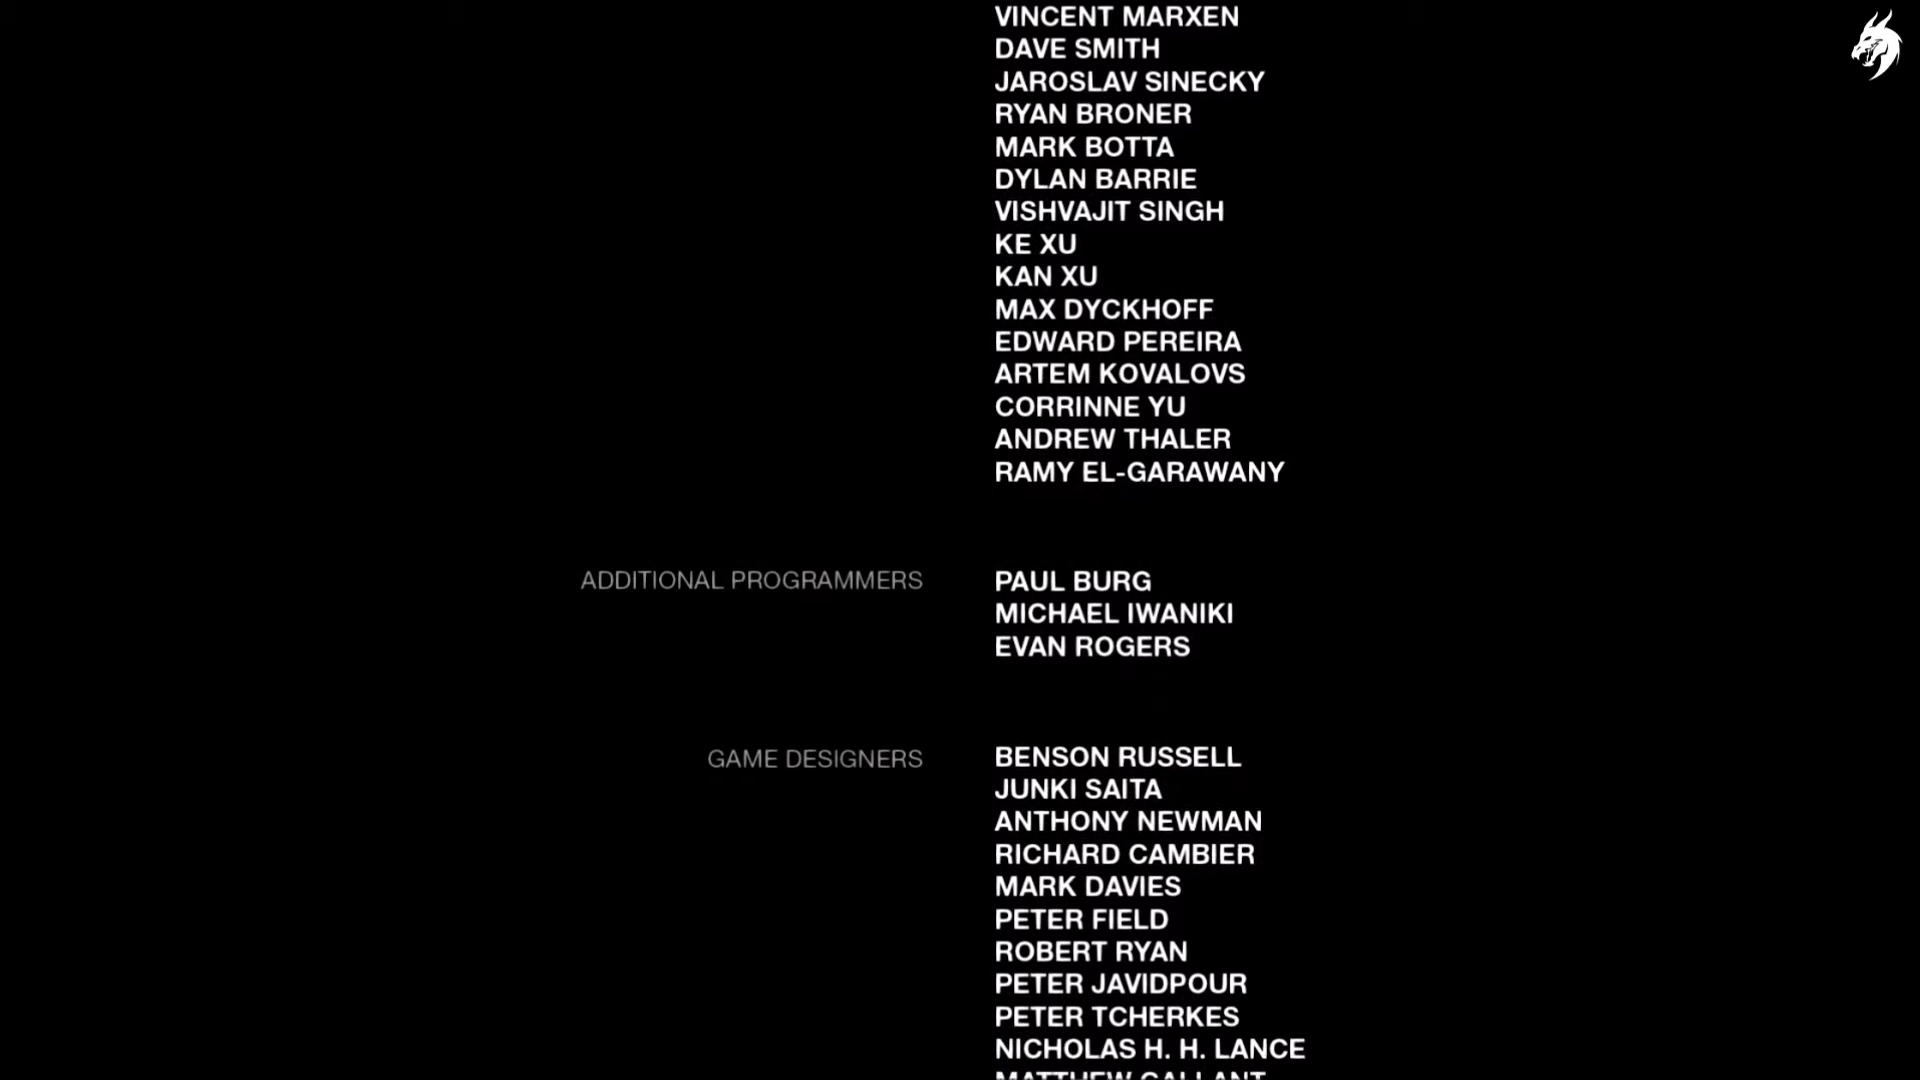 VINCENT MARXEN
DAVE SMITH
JAROSLAV SINECKY
RYAN BRONER
MARK BOTTA
DYLAN BARRIE
VISHVAJIT SINGH
KE XU
KAN XU
MAX DYCKHOFF
EDWARD PEREIRA
ARTEM KOVALOVS
CORRINNE YU
ANDREW THALER
RAMY EL-GARAWANY
ADDITIONAL PROGRAMMERS PAUL BURG
MICHAEL IWANIKI
EVAN ROGERS
GAME DESIGNERS BENSON RUSSELL
JUNKI SAITA
ANTHONY NEWMAN
RICHARD CAMBIER
MARK DAVIES
PETER FIELD
ROBERT RYAN
PETER JAVIDPOUR
PETER TCHERKES
NICHOLAS H. H. LANCE
MATTHEW GALLANT